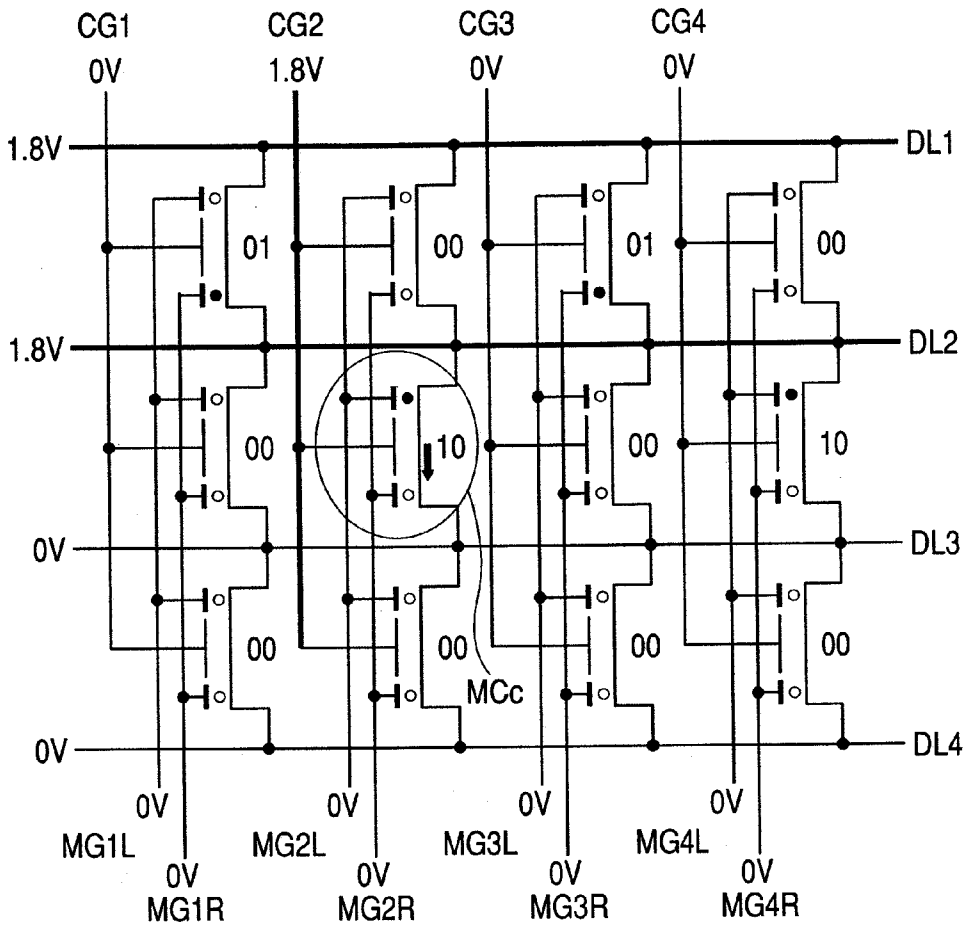 CG1 CG2 CG3 CG4
0V 1.8V 0V 0V
1.8V DL1
01 00 01 00
1.8V DL2
00 10 00 10
0V DL3
00 00 00 00
MCc
0V DL4
0V 0V 0V 0V
MG1L MG2L MG3L MG4L
0V 0V 0V 0V
MG1R MG2R MG3R MG4R